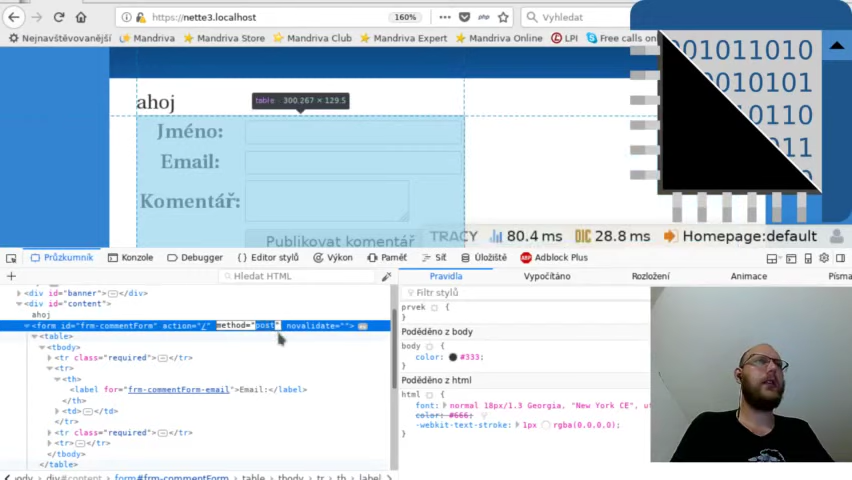 https://nette3.localhost
160%
Vyhledat
Nejnavštěvovanější
Mandriva
Mandriva Store
Mandriva Club
Mandriva Expert
Mandriva Online
LPI
Free calls on
001011010
0010101
10110
011
ahoj
table 300.267 × 129.5
Jméno:
Email:
Komentář:
Publikovat komentář
TRACY 80.4 ms DIC 28.8 ms Homepage:default
Průzkumník Konzole Debugger Editor stylů Výkon Paměť Síť Úložiště Adblock Plus
Hledat HTML
Pravidla Vypočítáno Rozložení Animace Písma
Filtr stylů
<div id="banner"></div>
<div id="content">
ahoj
<form id="frm-commentForm" action="/" method="post" novalidate="">
<table>
<tbody>
<tr class="required"></tr>
<tr>
<th>
<label for="frm-commentForm-email">Email:</label>
</th>
<td></td>
</tr>
<tr class="required"></tr>
<tr></tr>
</tbody>
</table>
prvek {
}
Poděděno z body
body {
color: #333;
}
Poděděno z html
html {
font: normal 18px/1.3 Georgia, "New York CE",
color: #666;
-webkit-text-stroke: 1px rgba(0,0,0,0);
}
div#content form#frm-commentForm table tbody tr th label